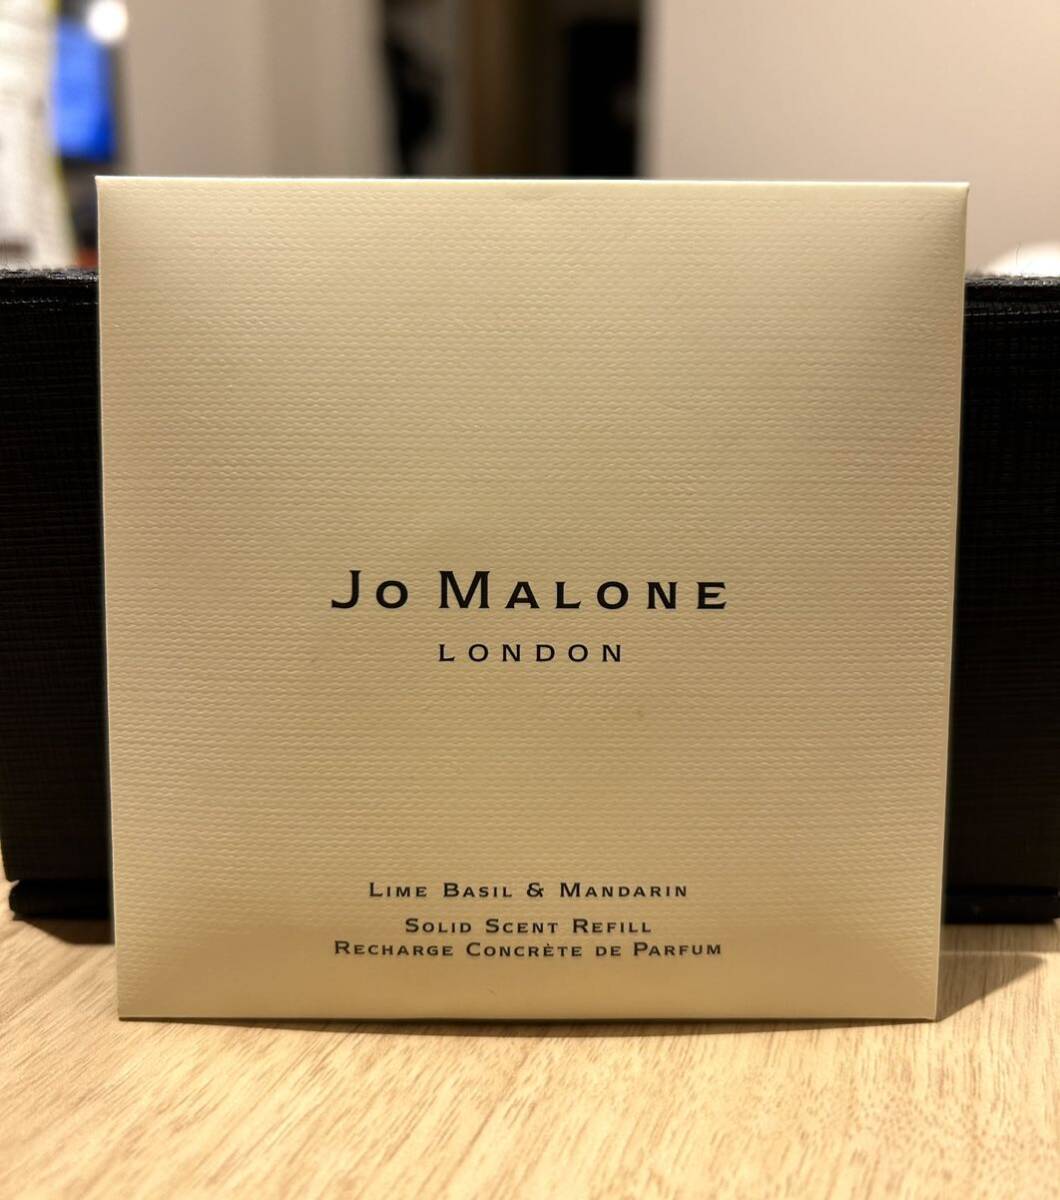 Jo Malone
LONDON
Lime Basil & Mandarin
Solid Scent Refill
Recharge Concrète de Parfum